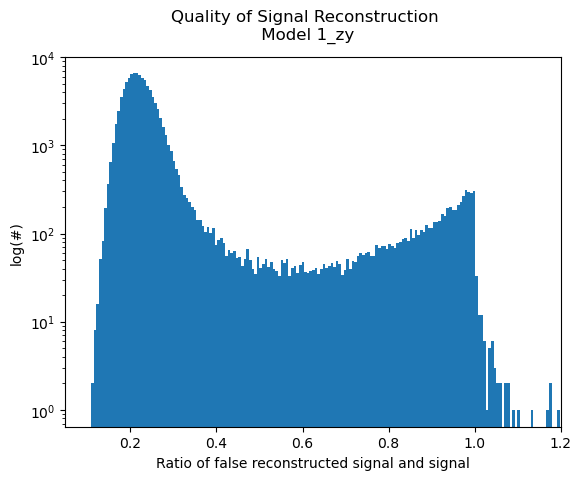 Quality of Signal Reconstruction
Model 1_zy
10^4
10^3
10^2
10^1
10^0
log(#)
0.2 0.4 0.6 0.8 1.0 1.2
Ratio of false reconstructed signal and signal